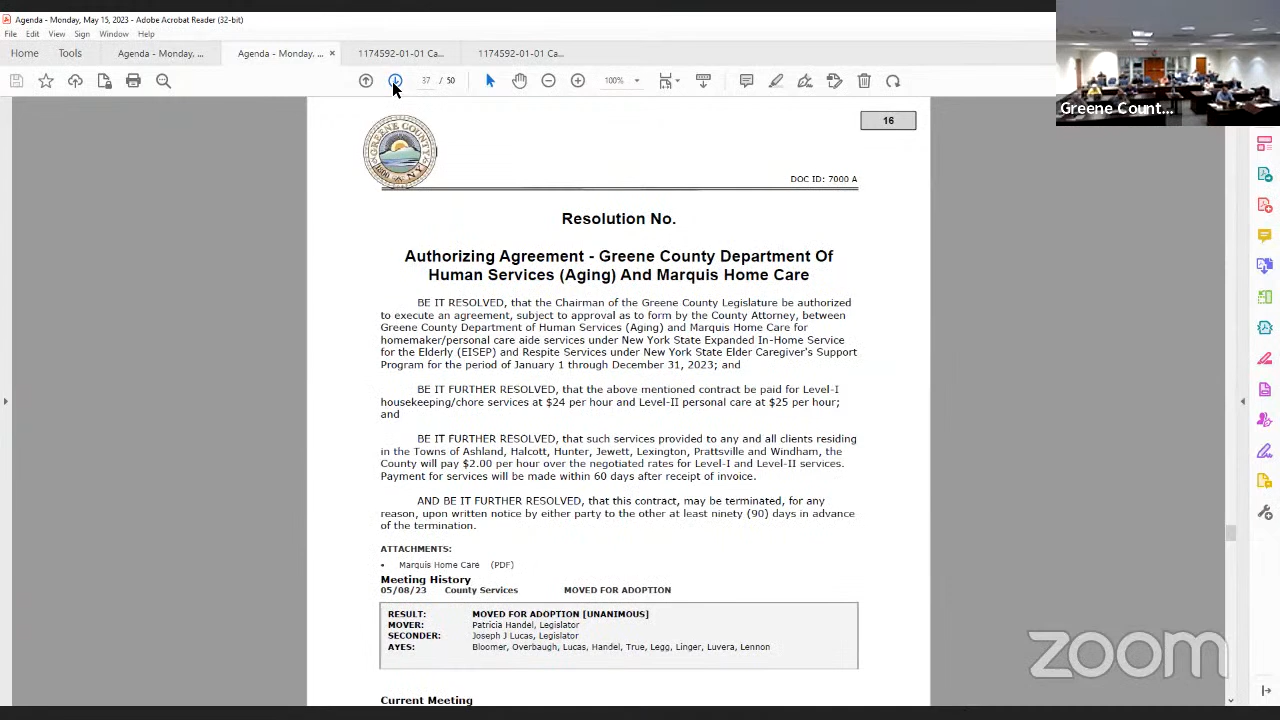 Agenda - Monday, May 15, 2023 - Adobe Acrobat Reader (32-bit)
File Edit View Sign Window Help
Home Tools Agenda - Monday, ... Agenda - Monday, ... × 1174592-01-01 Ca... 1174592-01-01 Ca...
37 / 50 100%
Greene Count...
GREENE COUNTY N.Y. 1800
16
DOC ID: 7000 A
Resolution No.
Authorizing Agreement - Greene County Department Of
Human Services (Aging) And Marquis Home Care
BE IT RESOLVED, that the Chairman of the Greene County Legislature be authorized
to execute an agreement, subject to approval as to form by the County Attorney, between
Greene County Department of Human Services (Aging) and Marquis Home Care for
homemaker/personal care aide services under New York State Expanded In-Home Service
for the Elderly (EISEP) and Respite Services under New York State Elder Caregiver's Support
Program for the period of January 1 through December 31, 2023; and
BE IT FURTHER RESOLVED, that the above mentioned contract be paid for Level-I
housekeeping/chore services at $24 per hour and Level-II personal care at $25 per hour;
and
BE IT FURTHER RESOLVED, that such services provided to any and all clients residing
in the Towns of Ashland, Halcott, Hunter, Jewett, Lexington, Prattsville and Windham, the
County will pay $2.00 per hour over the negotiated rates for Level-I and Level-II services.
Payment for services will be made within 60 days after receipt of invoice.
AND BE IT FURTHER RESOLVED, that this contract, may be terminated, for any
reason, upon written notice by either party to the other at least ninety (90) days in advance
of the termination.
ATTACHMENTS:
• Marquis Home Care (PDF)
Meeting History
05/08/23 County Services MOVED FOR ADOPTION
RESULT: MOVED FOR ADOPTION [UNANIMOUS]
MOVER: Patricia Handel, Legislator
SECONDER: Joseph J Lucas, Legislator
AYES: Bloomer, Overbaugh, Lucas, Handel, True, Legg, Linger, Luvera, Lennon
Current Meeting
zoom